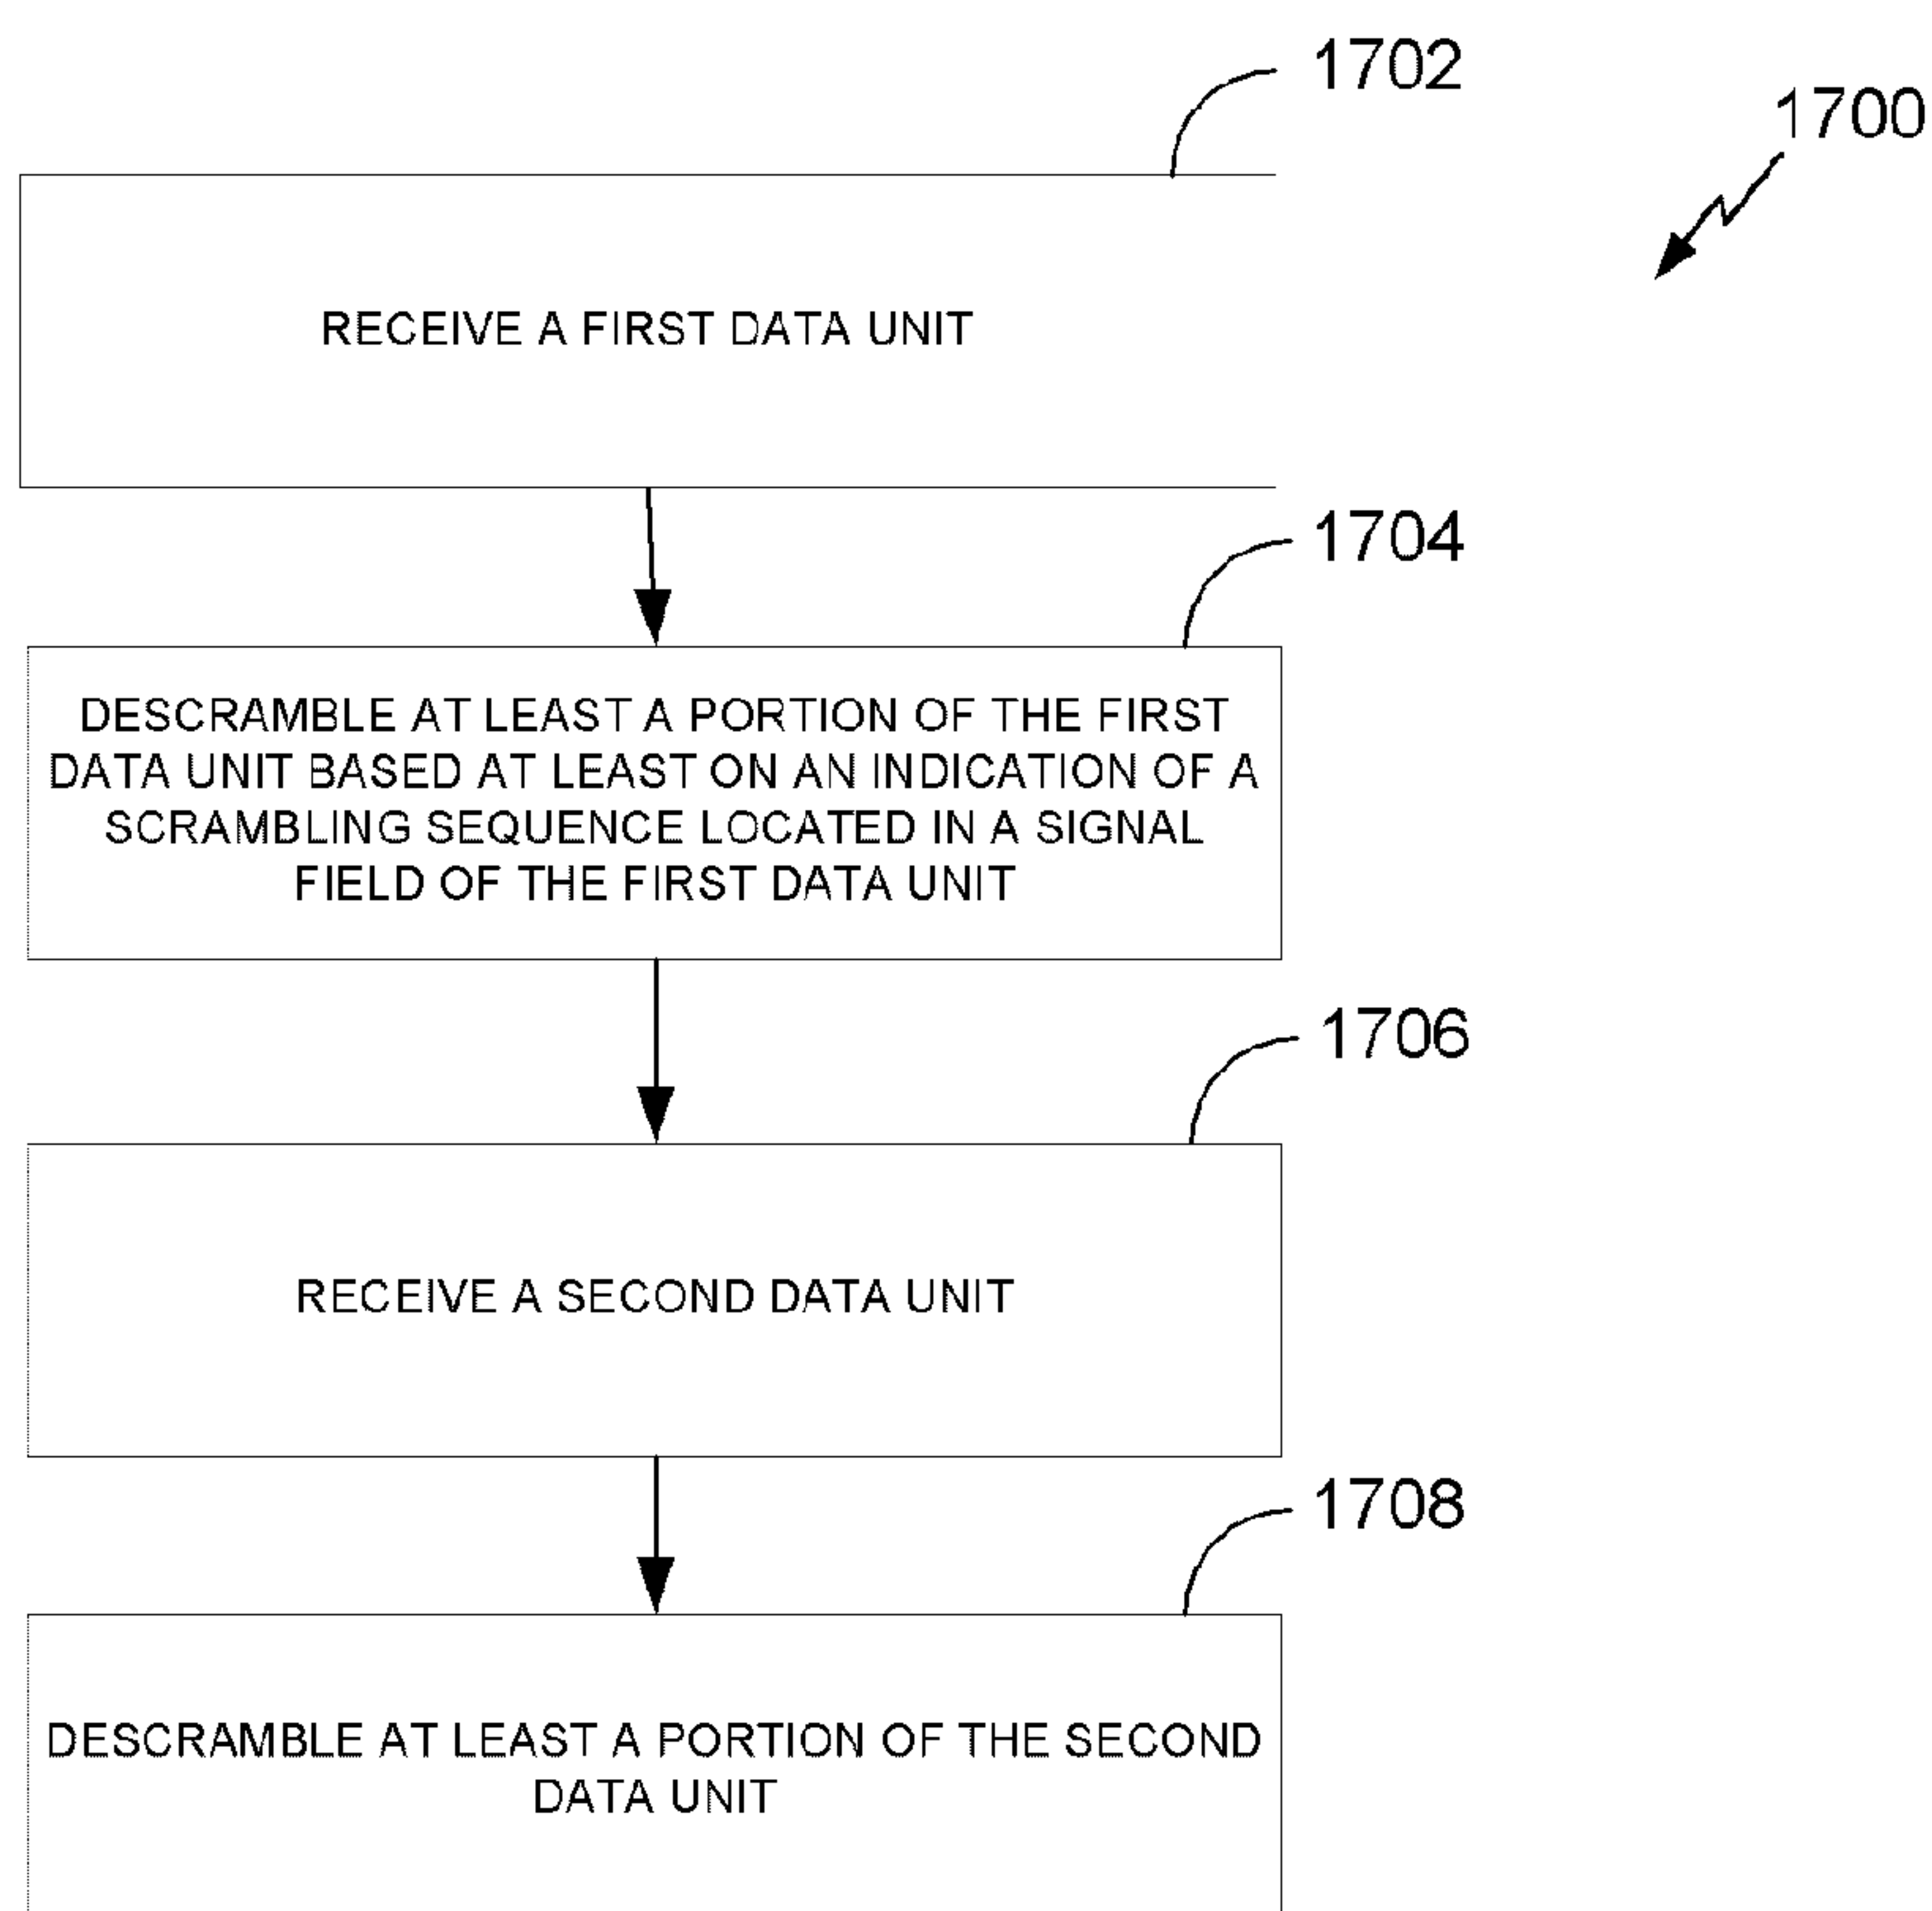 1702
1700
RECEIVE A FIRST DATA UNIT
1704
DESCRAMBLE AT LEAST A PORTION OF THE FIRST
DATA UNIT BASED AT LEAST ON AN INDICATION OF A
SCRAMBLING SEQUENCE LOCATED IN A SIGNAL
FIELD OF THE FIRST DATA UNIT
1706
RECEIVE A SECOND DATA UNIT
1708
DESCRAMBLE AT LEAST A PORTION OF THE SECOND
DATA UNIT